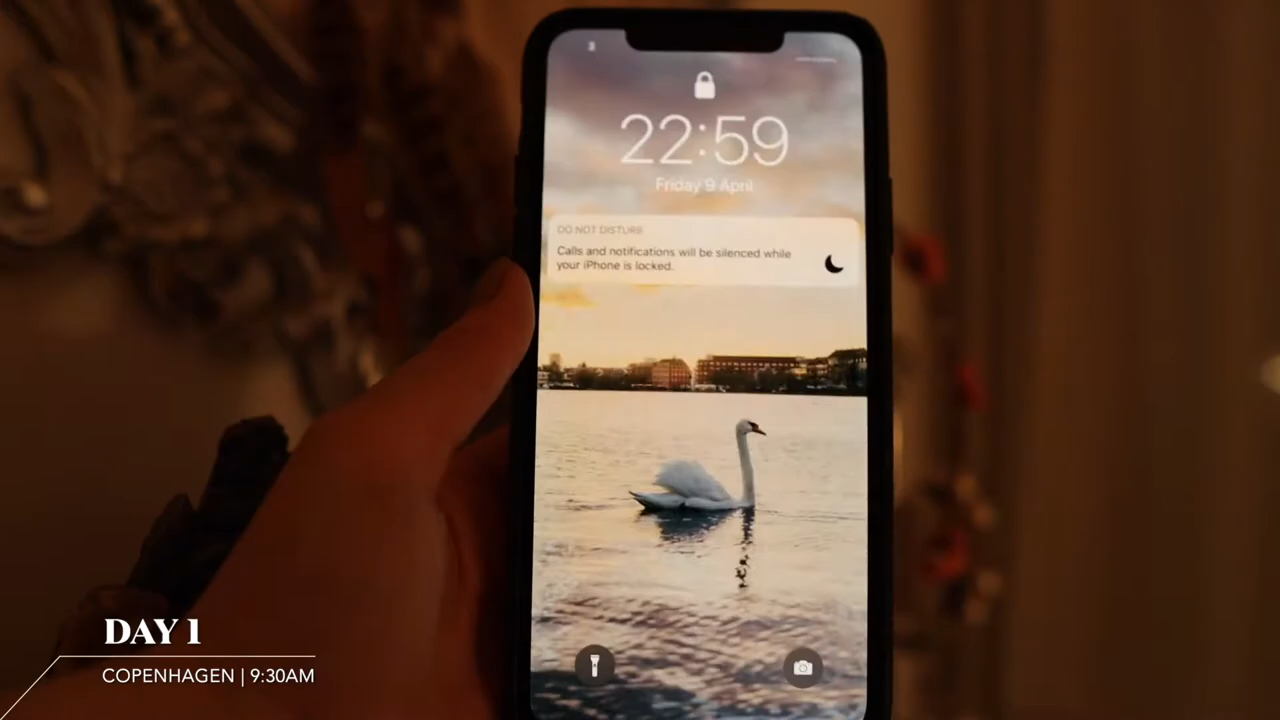 22:59
Friday 9 April
DO NOT DISTURB
Calls and notifications will be silenced while
your iPhone is locked.
DAY 1
COPENHAGEN | 9:30AM